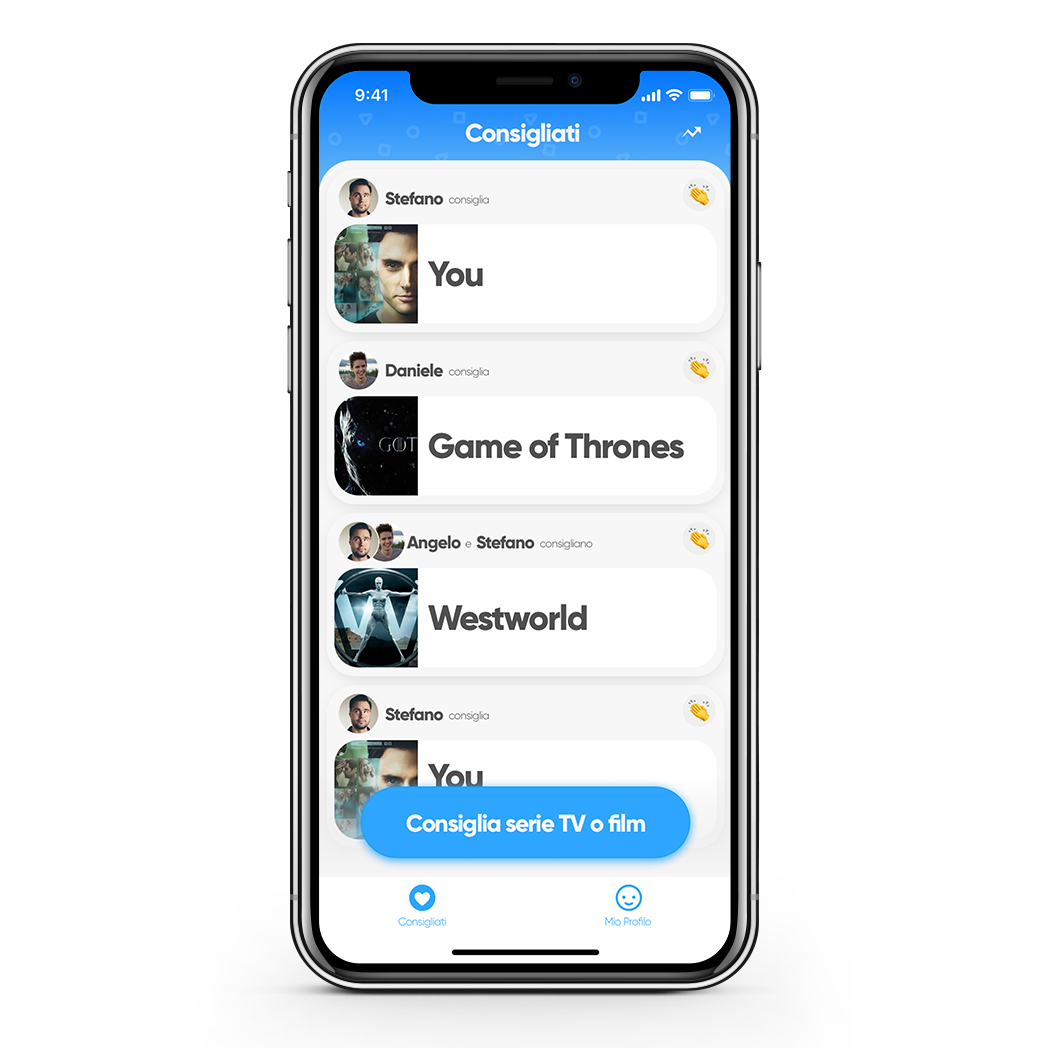 9:41
Consigliati
Stefano consiglia
You
Daniele consiglia
GOT
Game of Thrones
Angelo e Stefano consigliano
W
Westworld
Stefano consiglia
You
Consiglia serie TV o film
Consigliati
Mio Profilo